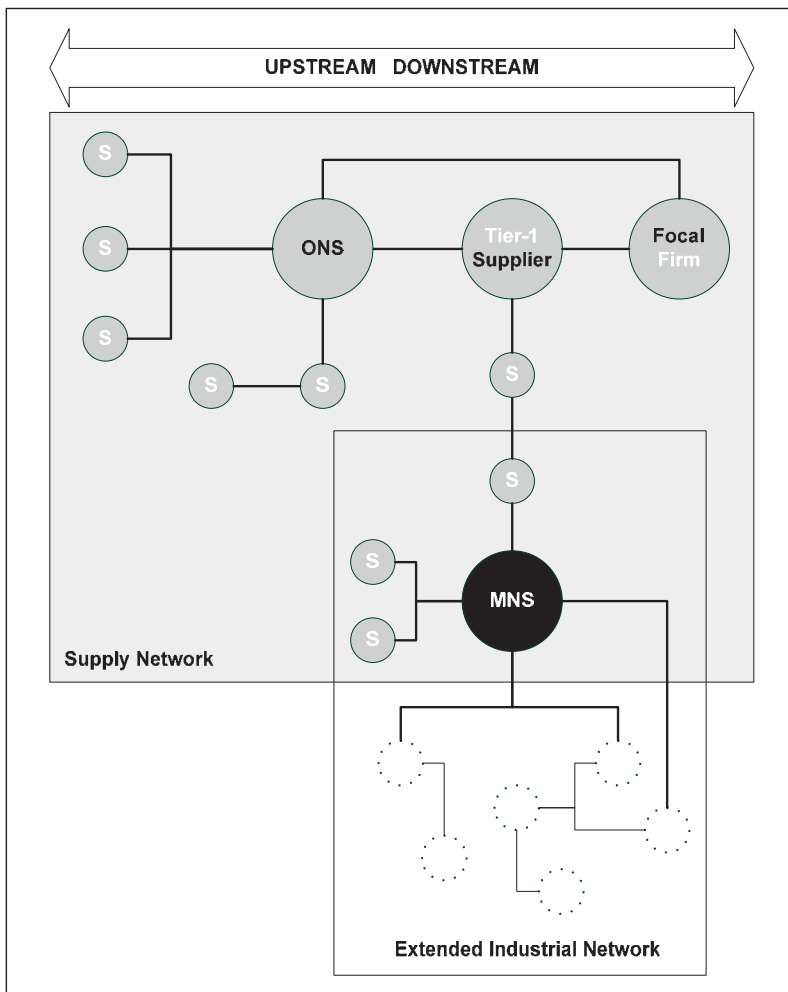 UPSTREAM DOWNSTREAM
S
S
ONS
Tier-1
Supplier
Focal
Firm
S
S
S
S
S
S
MNS
S
Supply Network
Extended Industrial Network